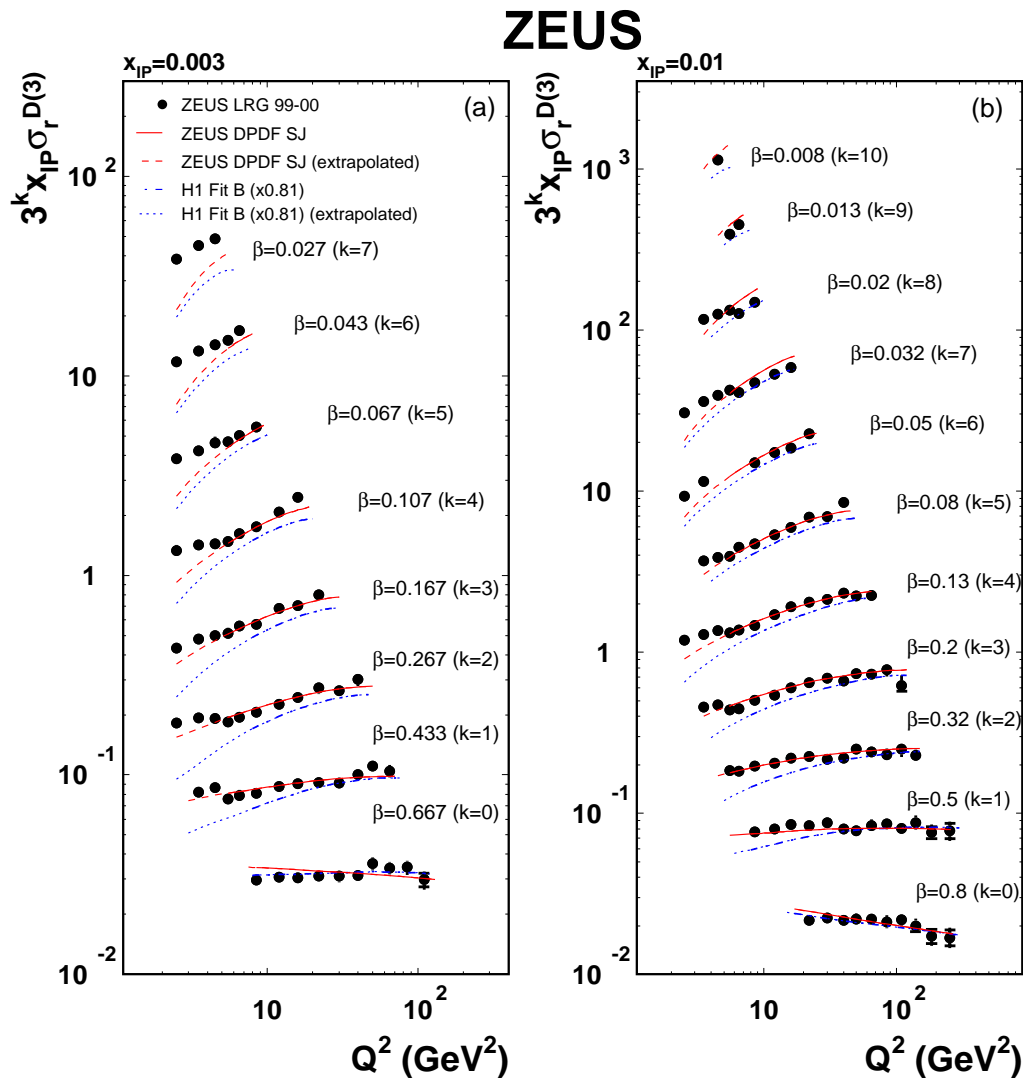 ZEUS
x_IP=0.003
(a)
3^k x_IP σ_r^D(3)
ZEUS LRG 99-00
ZEUS DPDF SJ
ZEUS DPDF SJ (extrapolated)
H1 Fit B (x0.81)
H1 Fit B (x0.81) (extrapolated)
10^2
10
1
10^-1
10^-2
β=0.027 (k=7)
β=0.043 (k=6)
β=0.067 (k=5)
β=0.107 (k=4)
β=0.167 (k=3)
β=0.267 (k=2)
β=0.433 (k=1)
β=0.667 (k=0)
10
10^2
Q^2 (GeV^2)
x_IP=0.01
(b)
3^k x_IP σ_r^D(3)
10^3
10^2
10
1
10^-1
10^-2
β=0.008 (k=10)
β=0.013 (k=9)
β=0.02 (k=8)
β=0.032 (k=7)
β=0.05 (k=6)
β=0.08 (k=5)
β=0.13 (k=4)
β=0.2 (k=3)
β=0.32 (k=2)
β=0.5 (k=1)
β=0.8 (k=0)
10
10^2
Q^2 (GeV^2)